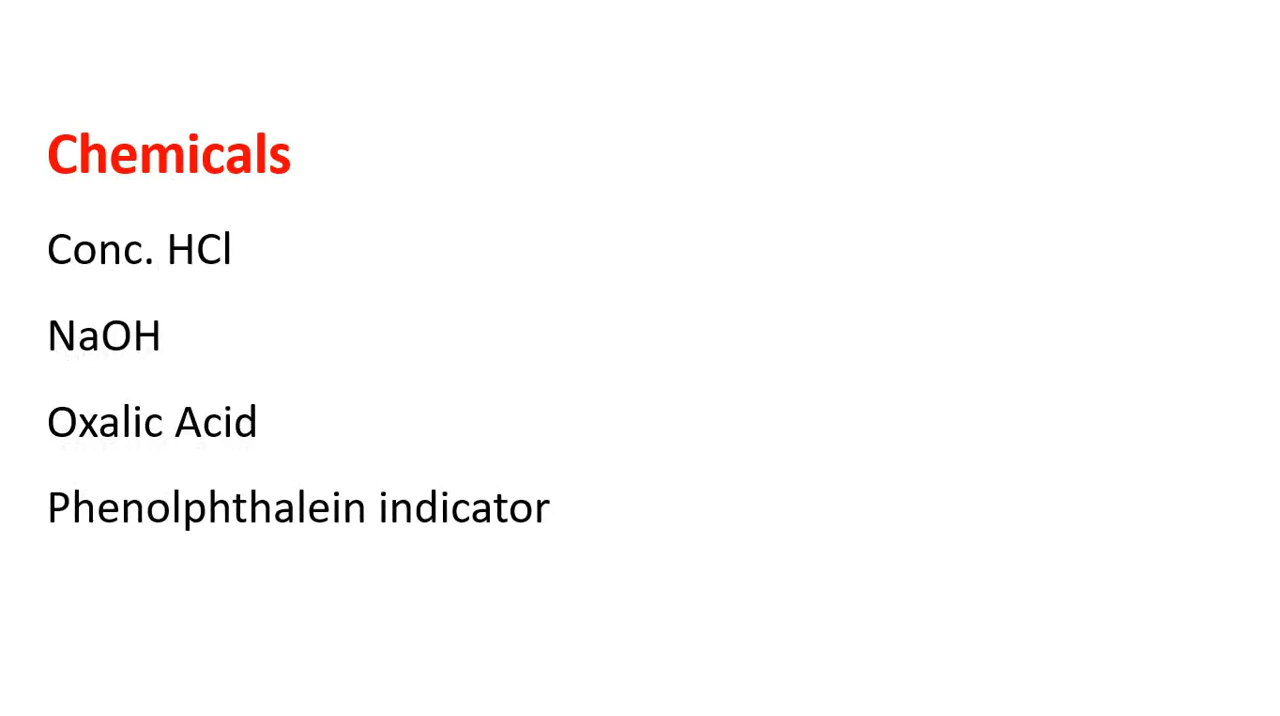 Chemicals
Conc. HCl
NaOH
Oxalic Acid
Phenolphthalein indicator